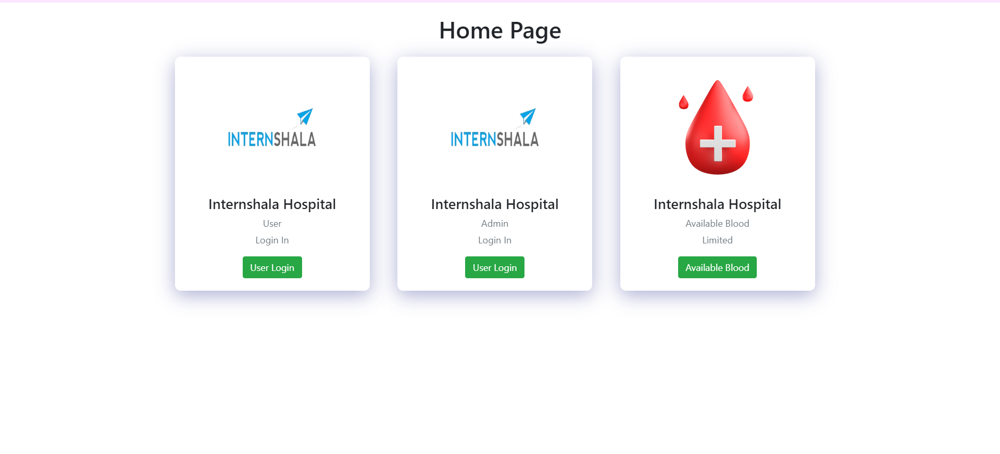 Home Page
INTERNSHALA
Internshala Hospital
User
Login In
User Login
INTERNSHALA
Internshala Hospital
Admin
Login In
User Login
Internshala Hospital
Available Blood
Limited
Available Blood